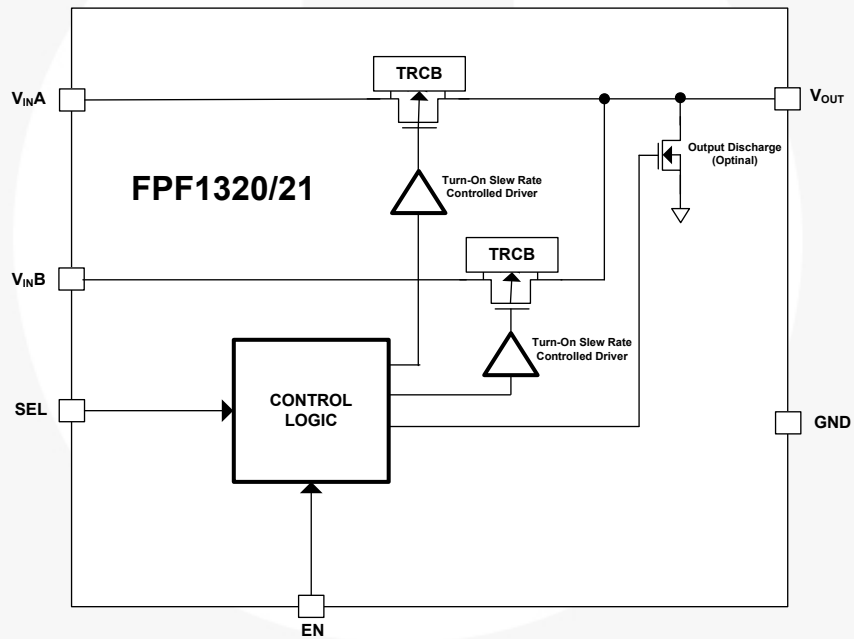 TRCB
VINA
VOUT
Output Discharge
(Optinal)
FPF1320/21
Turn-On Slew Rate
Controlled Driver
TRCB
VINB
Turn-On Slew Rate
Controlled Driver
CONTROL
LOGIC
SEL
GND
EN